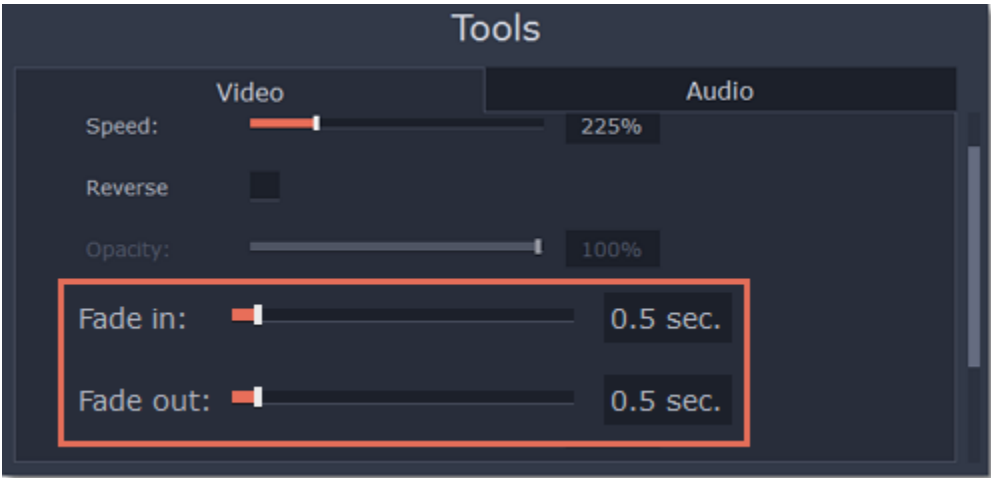 Tools
Video Audio
Speed: 225%
Reverse
Opacity: 100%
Fade in: 0.5 sec.
Fade out: 0.5 sec.